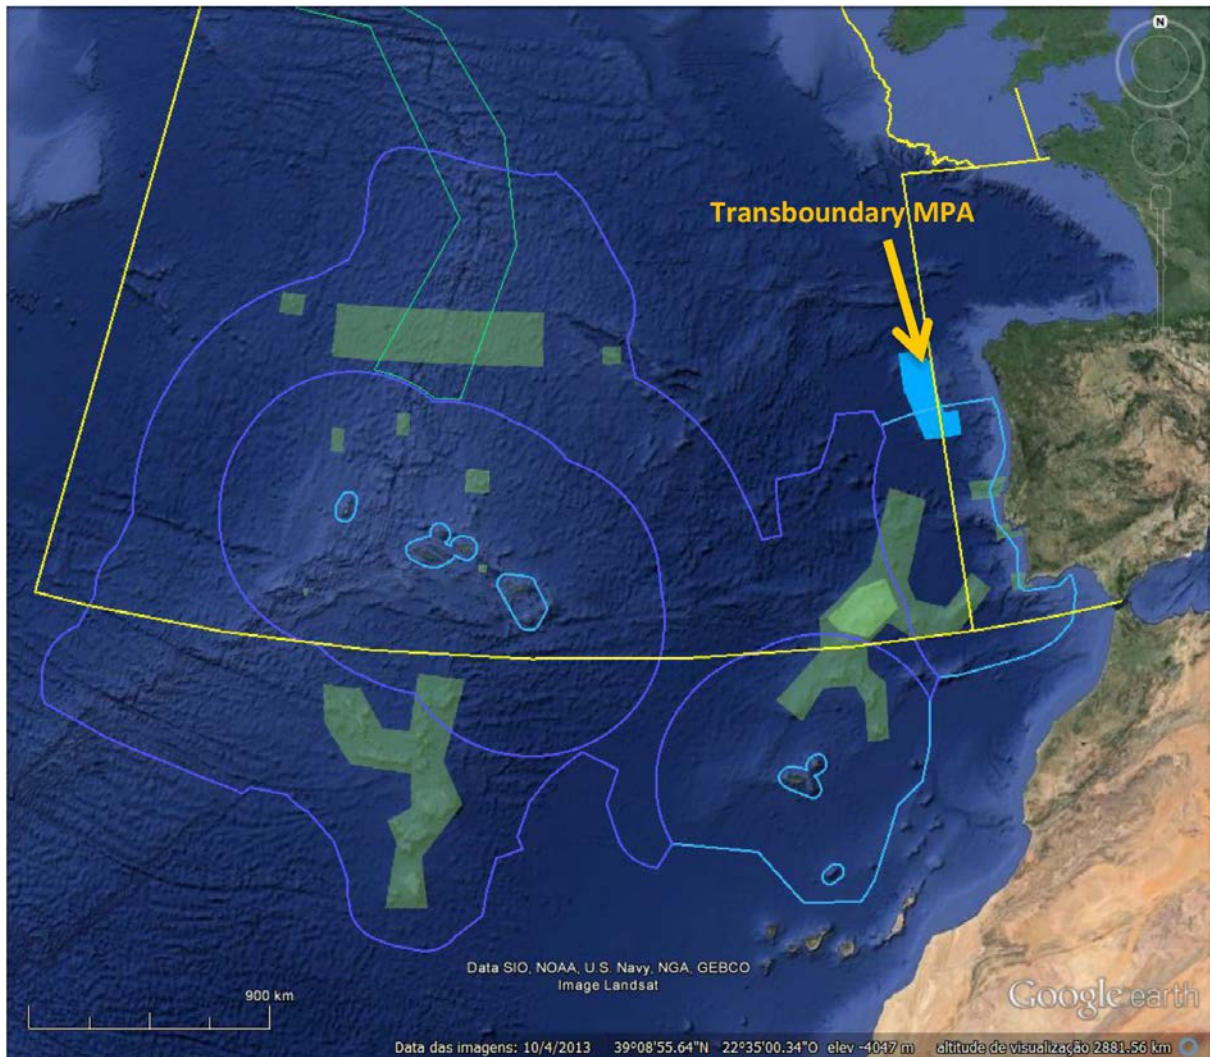 N
Transboundary MPA
Data SIO, NOAA, U.S. Navy, NGA, GEBCO
Image Landsat
900 km
Google earth
Data das imagens: 10/4/2013 39°08'55.64"N 22°35'00.34"O elev -4047 m altitude de visualização 2881.56 km